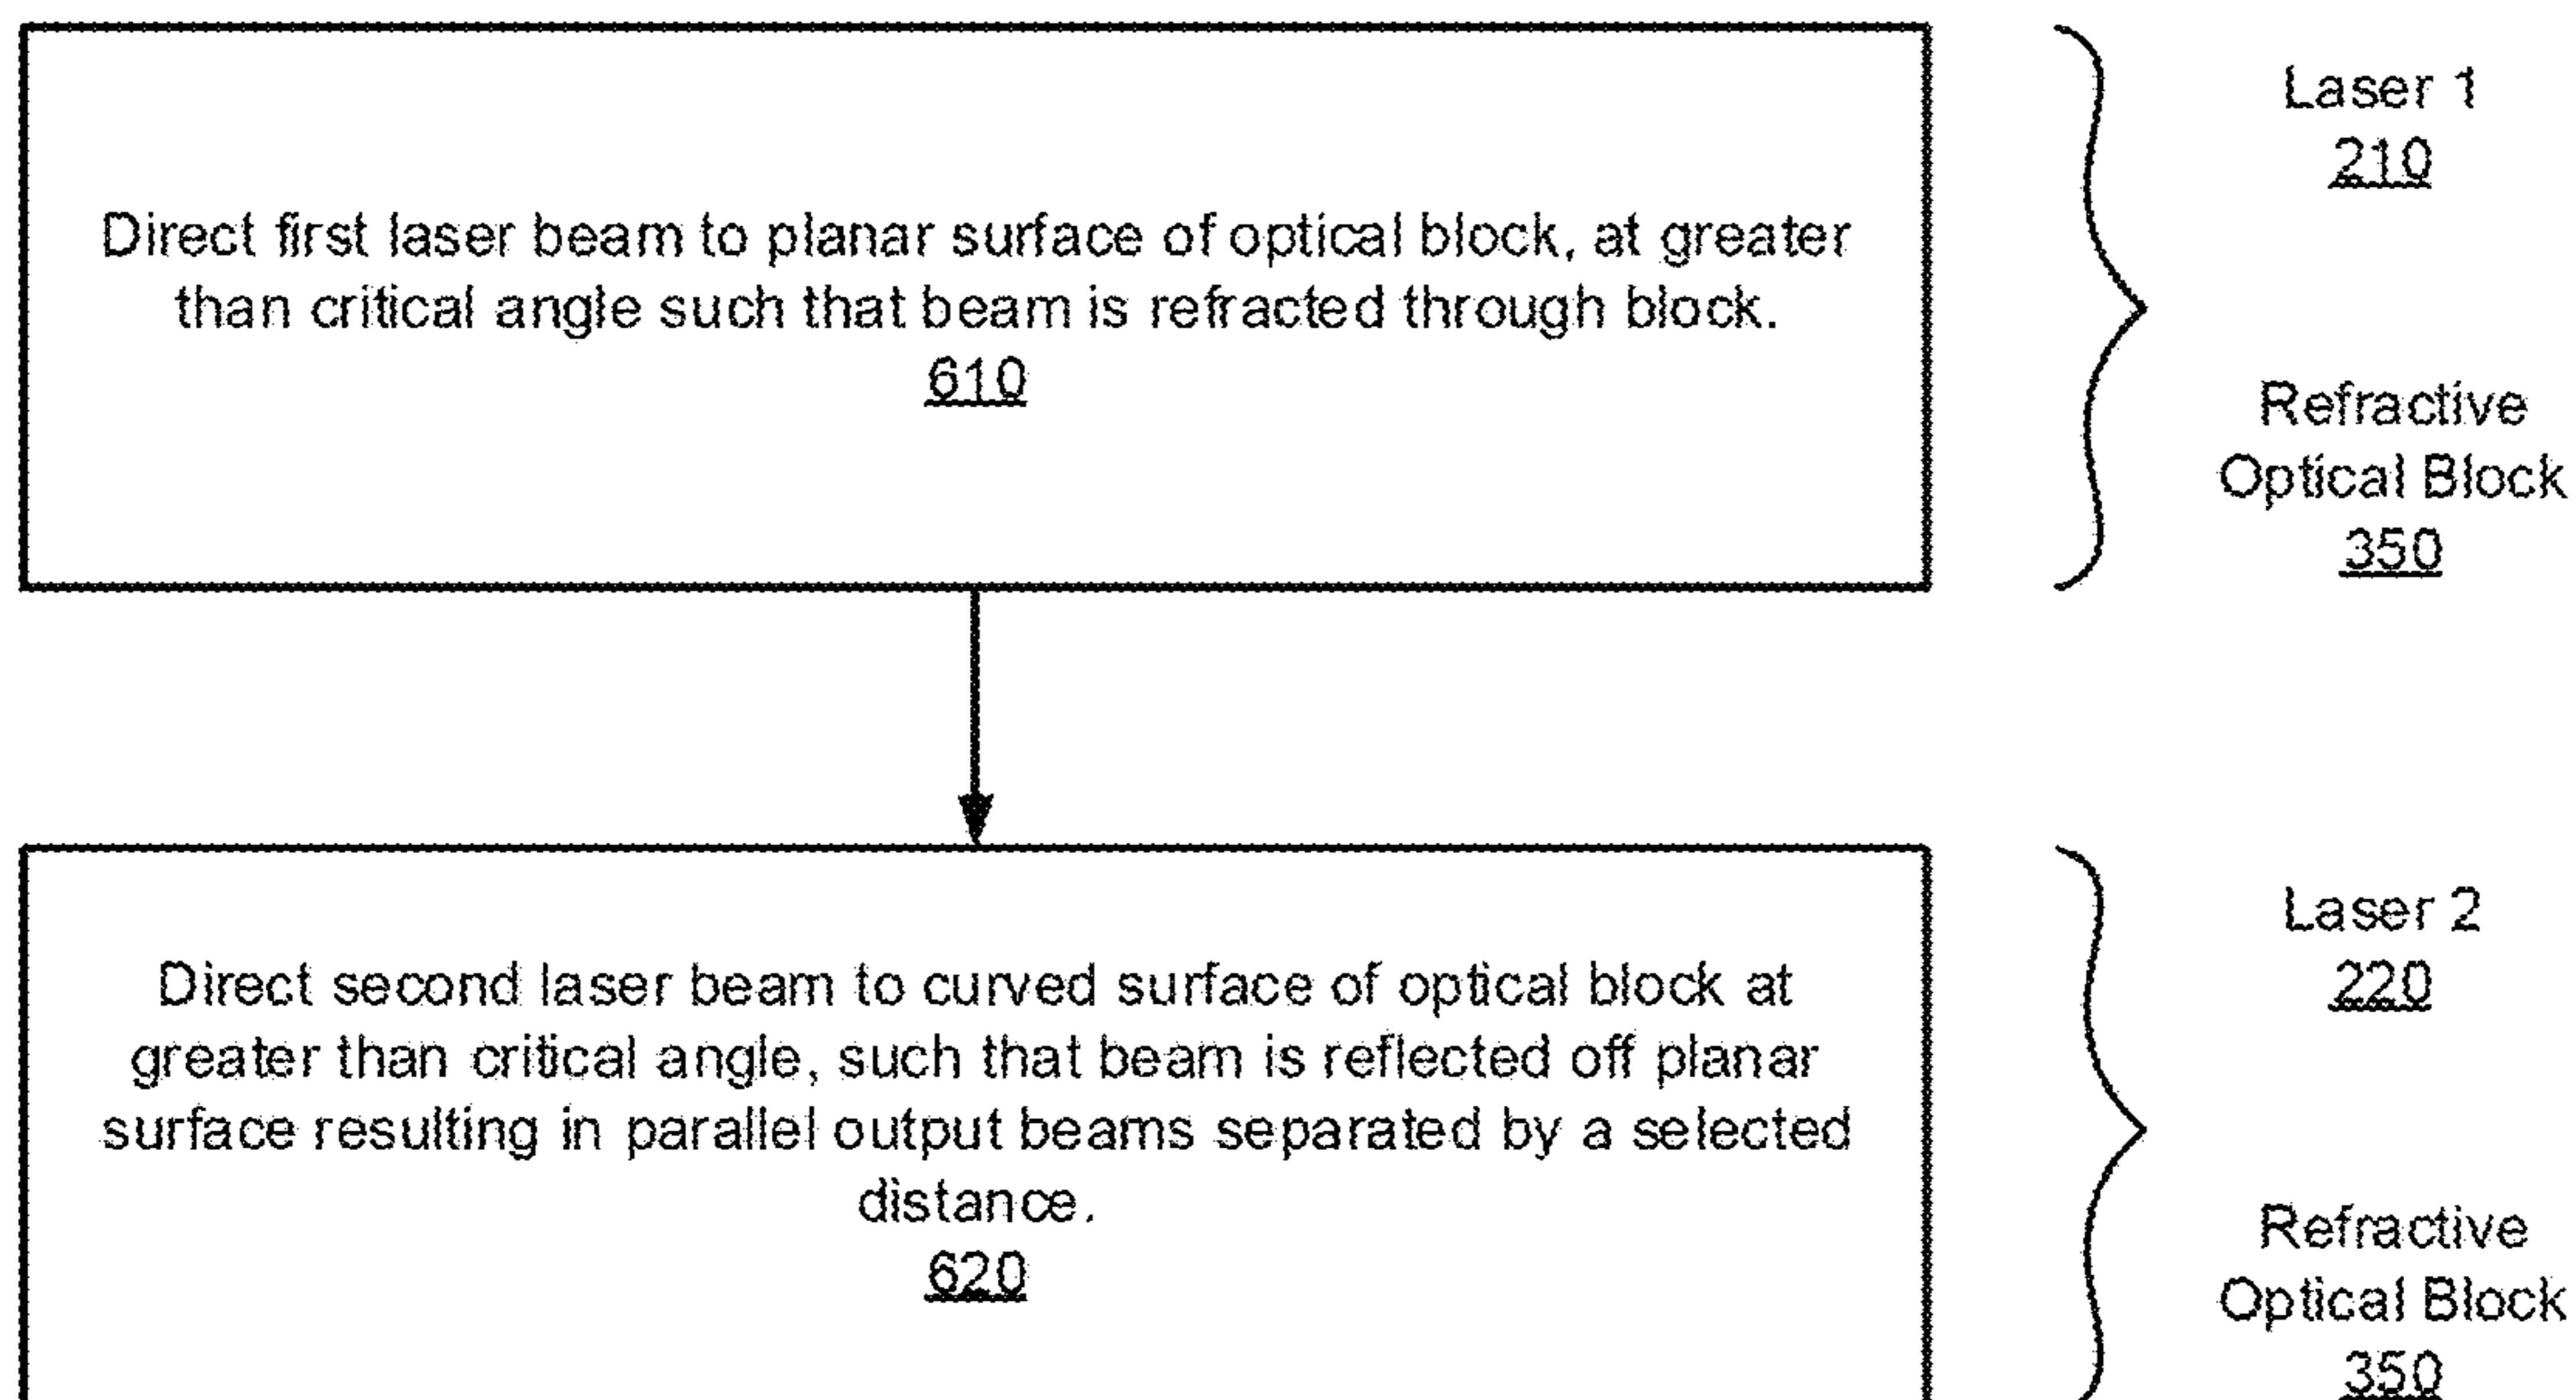 Direct first laser beam to planar surface of optical block, at greater
than critical angle such that beam is refracted through block.
610
Laser 1
210
Refractive
Optical Block
350
Direct second laser beam to curved surface of optical block at
greater than critical angle, such that beam is reflected off planar
surface resulting in parallel output beams separated by a selected
distance.
620
Laser 2
220
Refractive
Optical Block
350